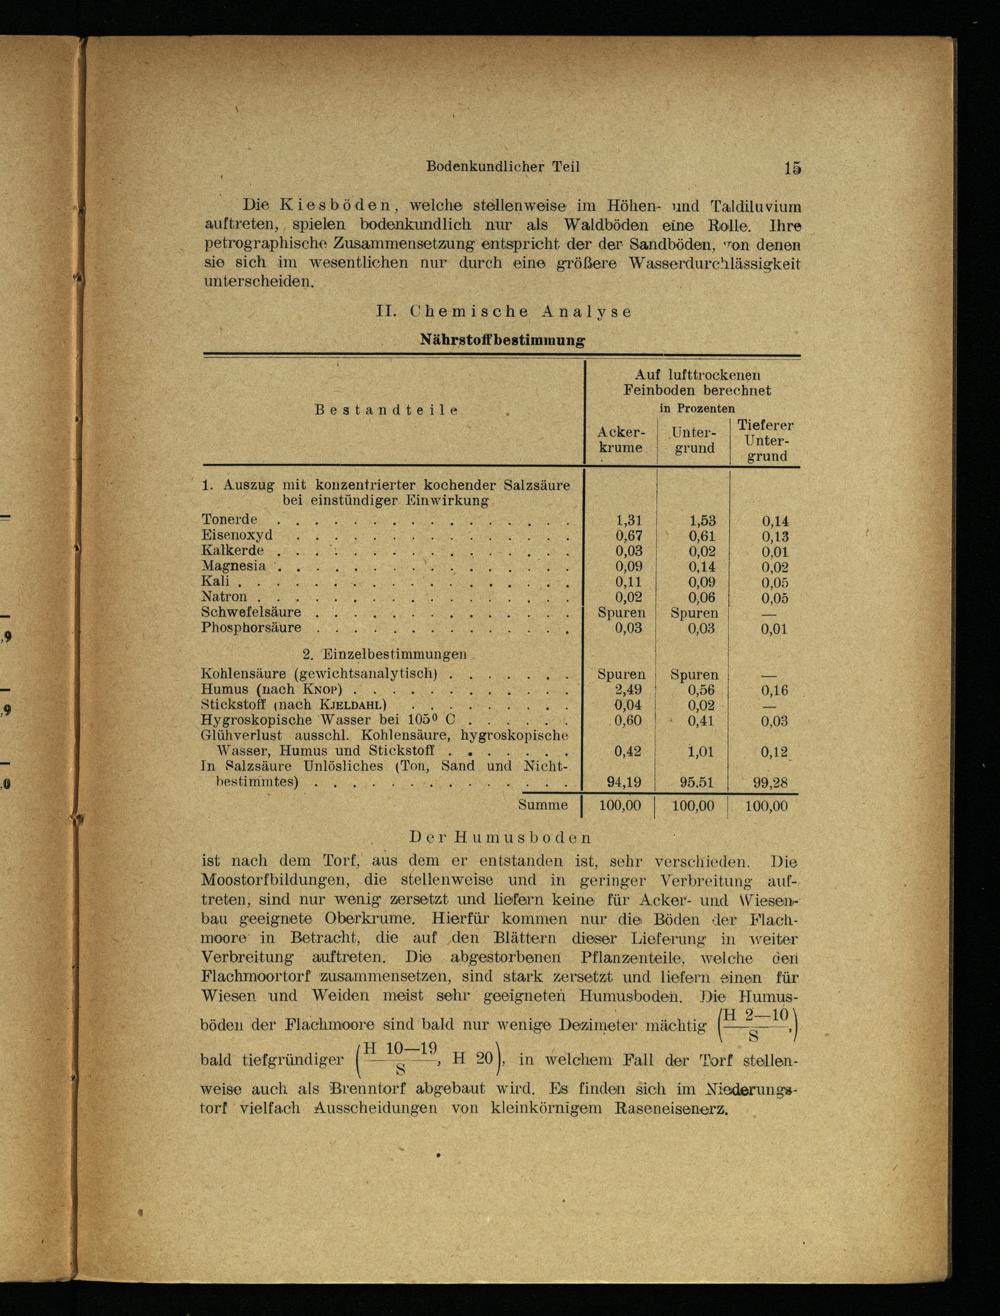 Bodenkundlicher Teil 15
Die Kiesböden, welche stellenweise im Höhen- und Taldiluvium
auftreten, spielen bodenkundlich nur als Waldböden eine Rolle. Ihre
petrographische Zusammensetzung entspricht der der Sandböden, von denen
sie sich im wesentlichen nur durch eine größere Wasserdurchlässigkeit
unterscheiden.
II. Chemische Analyse
Nährstoffbestimmung
Bestandteile
Auf lufttrockenen
Feinboden berechnet
in Prozenten
Acker-
krume
Unter-
grund
Tieferer
Unter-
grund
1. Auszug mit konzentrierter kochender Salzsäure
bei einstündiger Einwirkung
Tonerde . . . . . . . . . . . . . . . . 1,31 1,53 0,14
Eisenoxyd . . . . . . . . . . . . . . . 0,67 0,61 0,13
Kalkerde . . . . . . . . . . . . . . . . 0,03 0,02 0,01
Magnesia . . . . . . . . . . . . . . . . 0,09 0,14 0,02
Kali . . . . . . . . . . . . . . . . . . 0,11 0,09 0,05
Natron . . . . . . . . . . . . . . . . . 0,02 0,06 0,05
Schwefelsäure . . . . . . . . . . . . . . Spuren Spuren —
Phosphorsäure . . . . . . . . . . . . . . 0,03 0,03 0,01
2. Einzelbestimmungen
Kohlensäure (gewichtsanalytisch) . . . . . . . Spuren Spuren —
Humus (nach KNOP) . . . . . . . . . . . . 2,49 0,56 0,16
Stickstoff (nach KJELDAHL) . . . . . . . . . 0,04 0,02 —
Hygroskopische Wasser bei 105° C . . . . . . 0,60 0,41 0,03
Glühverlust ausschl. Kohlensäure, hygroskopische
Wasser, Humus und Stickstoff . . . . . . . 0,42 1,01 0,12
In Salzsäure Unlösliches (Ton, Sand und Nicht-
bestimmtes) . . . . . . . . . . . . . . 94,19 95,51 99,28
Summe 100,00 100,00 100,00
Der Humusboden
ist nach dem Torf, aus dem er entstanden ist, sehr verschieden. Die
Moostorfbildungen, die stellenweise und in geringer Verbreitung auf-
treten, sind nur wenig zersetzt und liefern keine für Acker- und Wiesen-
bau geeignete Oberkrume. Hierfür kommen nur die Böden der Flach-
moore in Betracht, die auf den Blättern dieser Lieferung in weiter
Verbreitung auftreten. Die abgestorbenen Pflanzenteile, welche den
Flachmoortorf zusammensetzen, sind stark zersetzt und liefern einen für
Wiesen und Weiden meist sehr geeigneten Humusboden. Die Humus-
böden der Flachmoore sind bald nur wenige Dezimeter mächtig (H 2—10 / S ,)
bald tiefgründiger (H 10—19 / S , H 20), in welchem Fall der Torf stellen-
weise auch als Brenntorf abgebaut wird. Es finden sich im Niederungs-
torf vielfach Ausscheidungen von kleinkörnigem Raseneisenerz.
,9
,9
,0